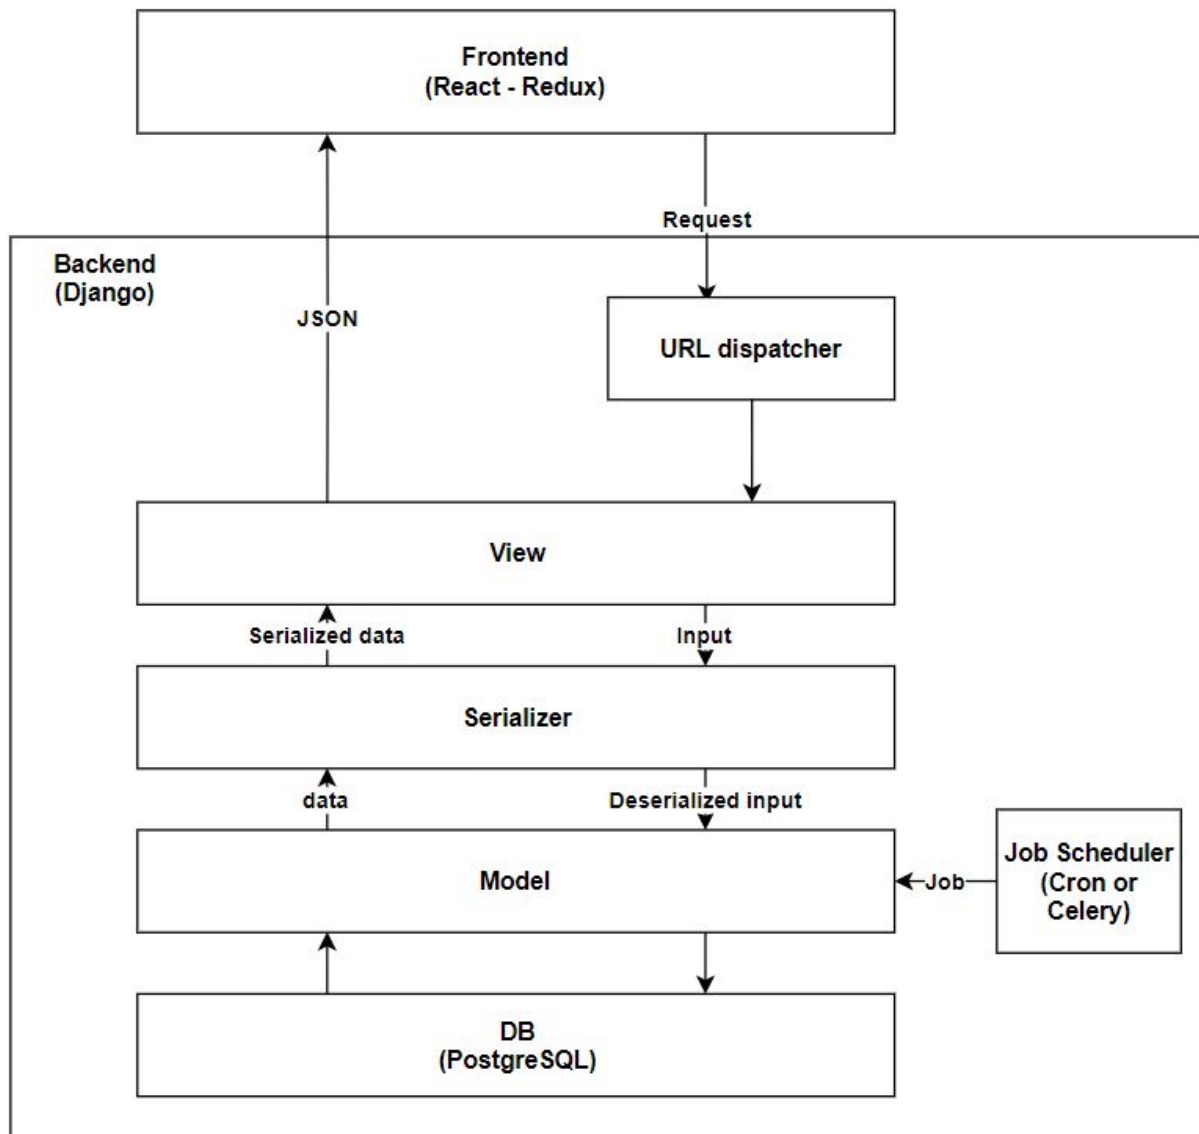 Frontend
(React - Redux)
Request
Backend
(Django)
JSON
URL dispatcher
View
Serialized data
Input
Serializer
data
Deserialized input
Model
Job
Job Scheduler
(Cron or
Celery)
DB
(PostgreSQL)